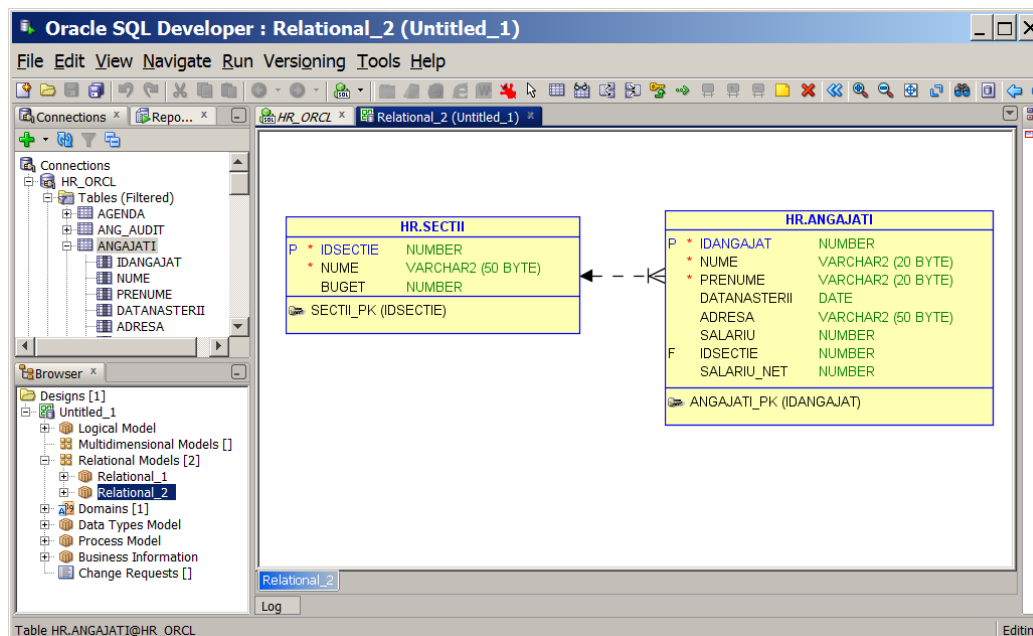 Oracle SQL Developer : Relational_2 (Untitled_1)
File Edit View Navigate Run Versioning Tools Help
Connections Repo...
Connections
HR_ORCL
Tables (Filtered)
AGENDA
ANG_AUDIT
ANGAJATI
IDANGAJAT
NUME
PRENUME
DATANASTERII
ADRESA
Browser
Designs [1]
Untitled_1
Logical Model
Multidimensional Models []
Relational Models [2]
Relational_1
Relational_2
Domains [1]
Data Types Model
Process Model
Business Information
Change Requests []
HR_ORCL Relational_2 (Untitled_1)
HR.SECTII
P * IDSECTIE NUMBER
* NUME VARCHAR2 (50 BYTE)
BUGET NUMBER
SECTII_PK (IDSECTIE)
HR.ANGAJATI
P * IDANGAJAT NUMBER
* NUME VARCHAR2 (20 BYTE)
* PRENUME VARCHAR2 (20 BYTE)
DATANASTERII DATE
ADRESA VARCHAR2 (50 BYTE)
SALARIU NUMBER
F IDSECTIE NUMBER
SALARIU_NET NUMBER
ANGAJATI_PK (IDANGAJAT)
Relational_2
Log
Table HR.ANGAJATI@HR_ORCL Editin